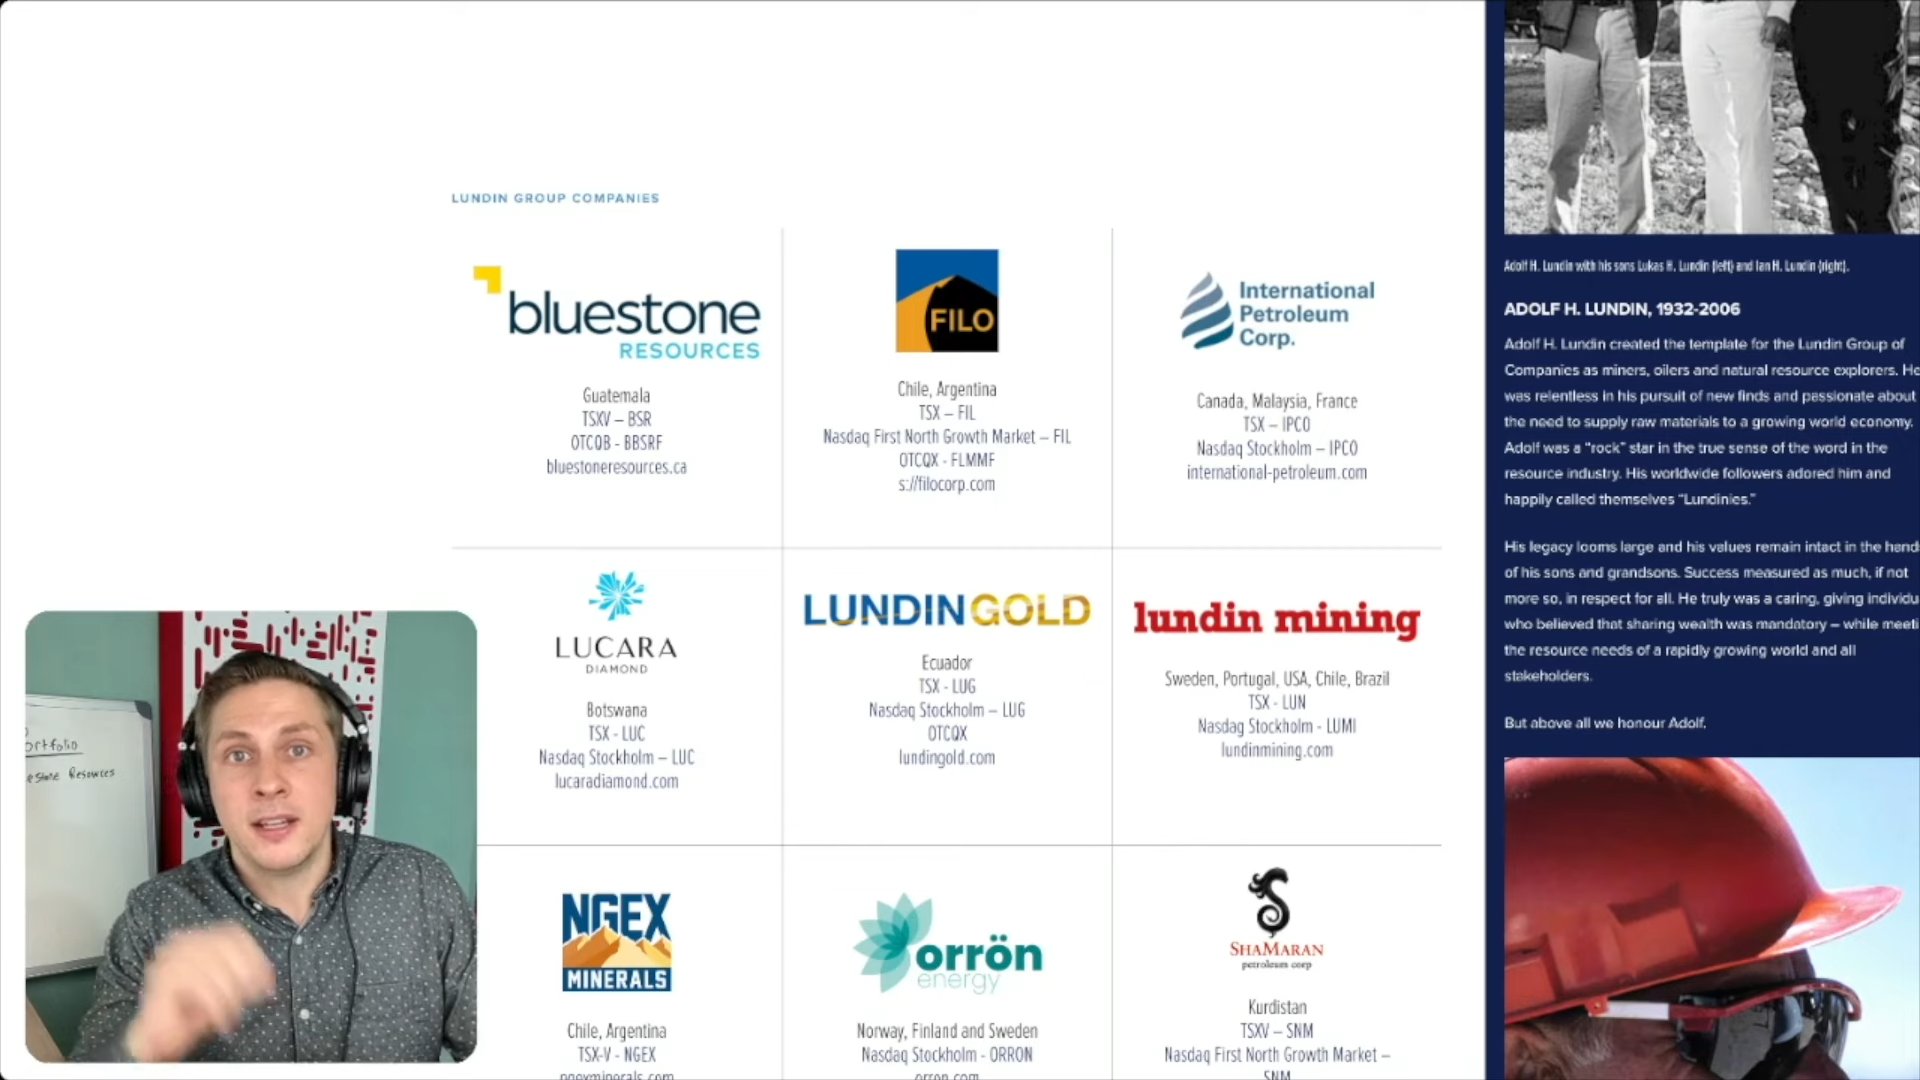 LUNDIN GROUP COMPANIES
bluestone
RESOURCES
Guatemala
TSXV – BSR
OTCQB - BBSRF
bluestoneresources.ca
FILO
Chile, Argentina
TSX – FIL
Nasdaq First North Growth Market – FIL
OTCQX - FLMMF
s://filocorp.com
International
Petroleum
Corp.
Canada, Malaysia, France
TSX – IPCO
Nasdaq Stockholm – IPCO
international-petroleum.com
LUCARA
DIAMOND
Botswana
TSX - LUC
Nasdaq Stockholm – LUC
lucaradiamond.com
LUNDINGOLD
Ecuador
TSX - LUG
Nasdaq Stockholm – LUG
OTCQX
lundingold.com
lundin mining
Sweden, Portugal, USA, Chile, Brazil
TSX - LUN
Nasdaq Stockholm - LUMI
lundinmining.com
NGEX
MINERALS
Chile, Argentina
TSX-V - NGEX
ngexminerals.com
orrön
energy
Norway, Finland and Sweden
Nasdaq Stockholm - ORRON
orron.com
SHAMARAN
petroleum corp
Kurdistan
TSXV – SNM
Nasdaq First North Growth Market –
SNM
Adolf H. Lundin with his sons Lukas H. Lundin (left) and Ian H. Lundin (right).
ADOLF H. LUNDIN, 1932-2006
Adolf H. Lundin created the template for the Lundin Group of
Companies as miners, oilers and natural resource explorers. He
was relentless in his pursuit of new finds and passionate about
the need to supply raw materials to a growing world economy.
Adolf was a “rock” star in the true sense of the word in the
resource industry. His worldwide followers adored him and
happily called themselves “Lundinies.”
His legacy looms large and his values remain intact in the hand
of his sons and grandsons. Success measured as much, if not
more so, in respect for all. He truly was a caring, giving individu
who believed that sharing wealth was mandatory – while meeti
the resource needs of a rapidly growing world and all
stakeholders.
But above all we honour Adolf.
ortfolio
estone Resources